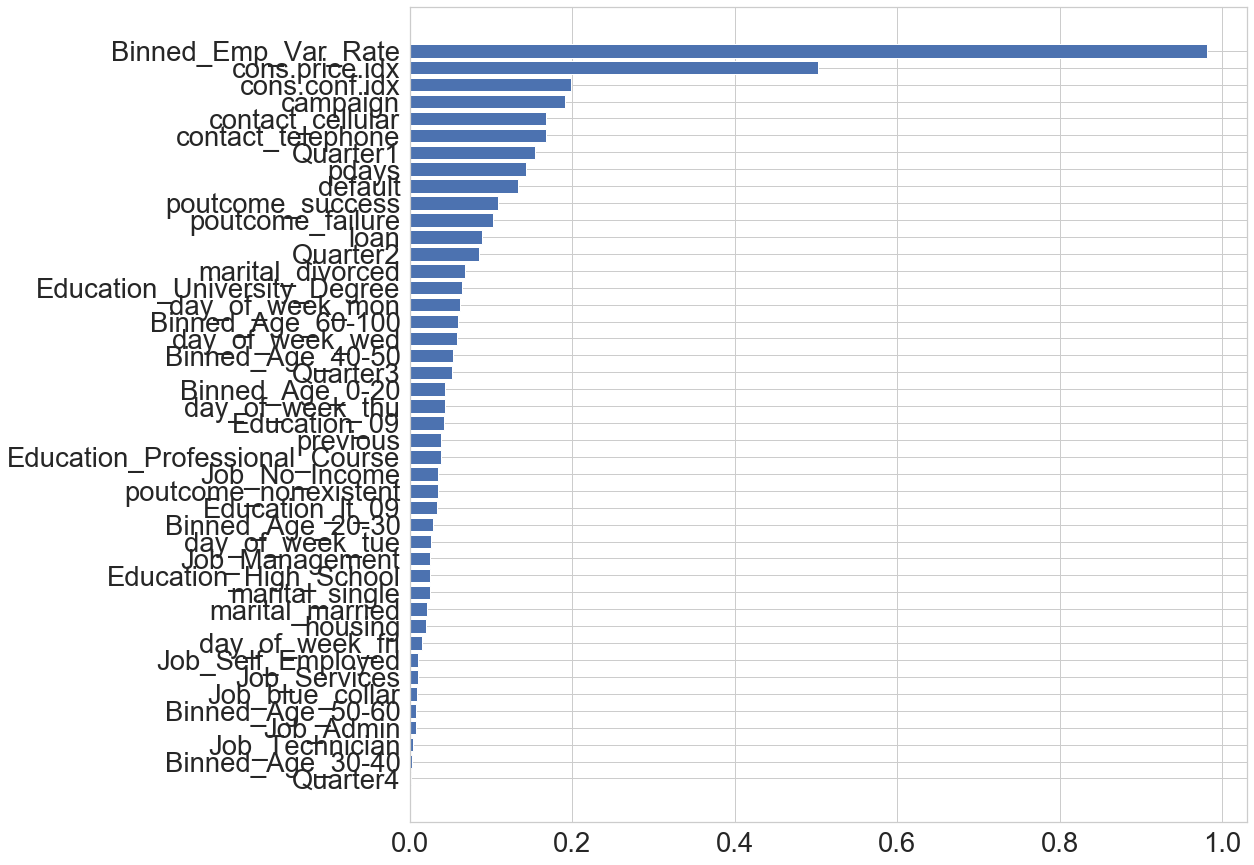 Binned_Emp_Var_Rate
cons.price.idx
cons.conf.idx
campaign
contact_cellular
contact_telephone
Quarter1
pdays
default
poutcome_success
poutcome_failure
loan
Quarter2
marital_divorced
Education_University_Degree
day_of_week_mon
Binned_Age_60-100
day_of_week_wed
Binned_Age_40-50
Quarter3
Binned_Age_0-20
day_of_week_thu
Education_09
previous
Education_Professional_Course
Job_No_Income
poutcome_nonexistent
Education_lt_09
Binned_Age_20-30
day_of_week_tue
Job_Management
Education_High_School
marital_single
marital_married
housing
day_of_week_fri
Job_Self_Employed
Job_Services
Job_blue_collar
Binned_Age_50-60
Job_Admin
Job_Technician
Binned_Age_30-40
Quarter4
0.0 0.2 0.4 0.6 0.8 1.0